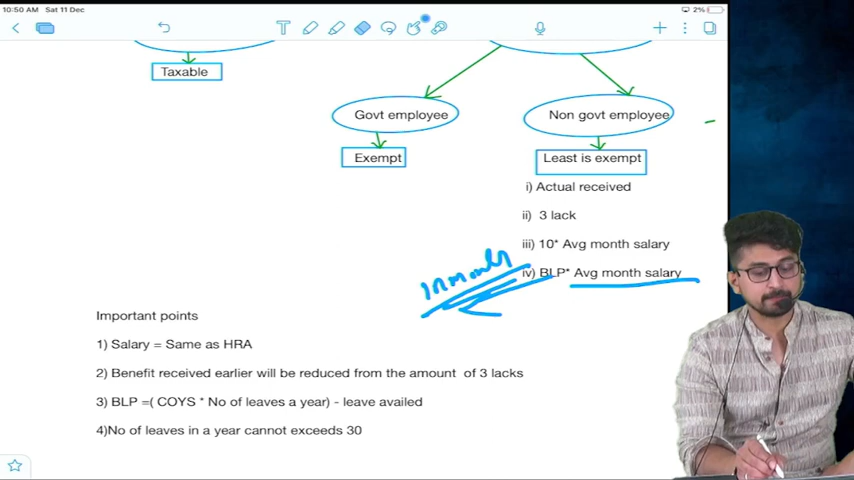 10:50 AM Sat 11 Dec
2%
Taxable
Govt employee
Non govt employee
Exempt
Least is exempt
i) Actual received
ii) 3 lack
iii) 10* Avg month salary
In month
iv) BLP* Avg month salary
Important points
1) Salary = Same as HRA
2) Benefit received earlier will be reduced from the amount of 3 lacks
3) BLP =( COYS * No of leaves a year) - leave availed
4)No of leaves in a year cannot exceeds 30